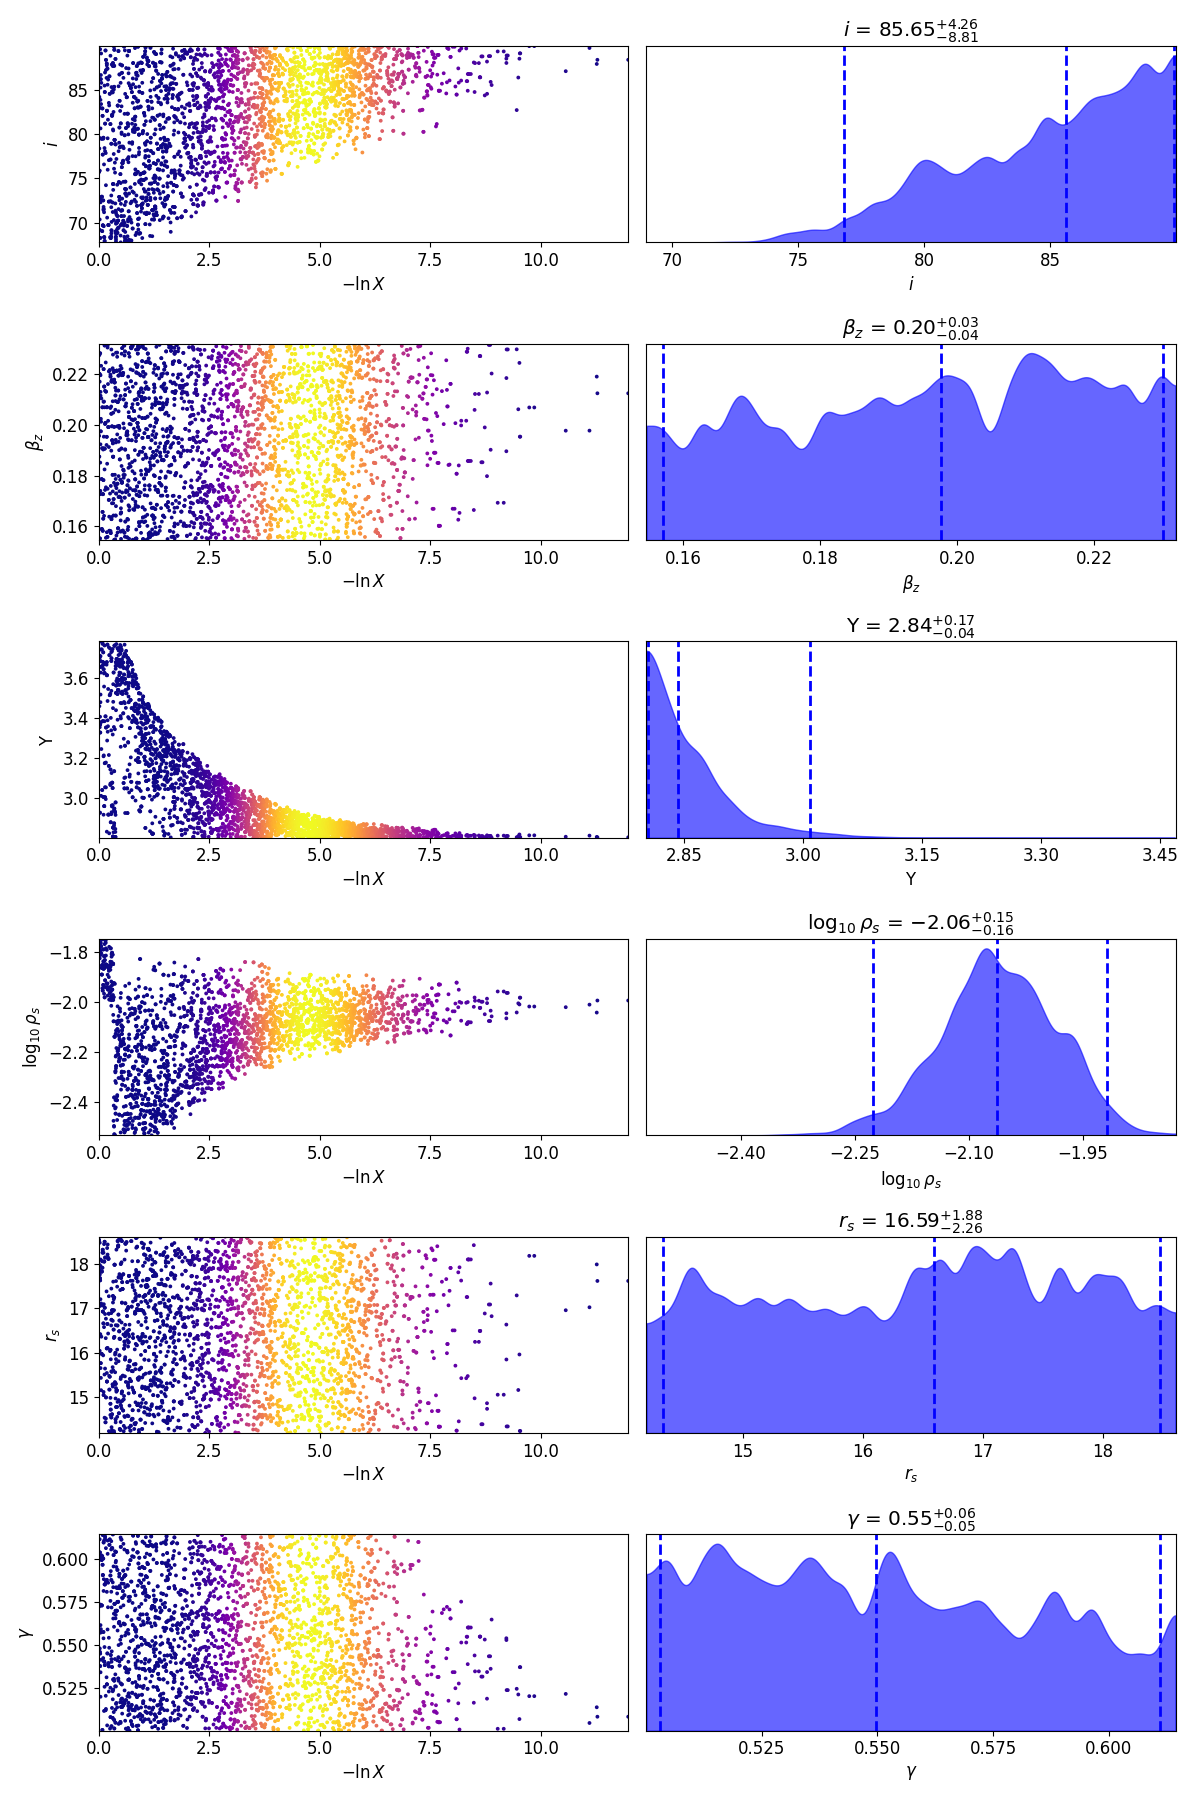 i = 85.65 +4.26 −8.81
85
80
75
70
i
0.0 2.5 5.0 7.5 10.0
70 75 80 85
−ln X
i
β_z = 0.20 +0.03 −0.04
0.22
0.20
0.18
0.16
β_z
0.0 2.5 5.0 7.5 10.0
0.16 0.18 0.20 0.22
−ln X
β_z
Y = 2.84 +0.17 −0.04
3.6
3.4
3.2
3.0
Y
0.0 2.5 5.0 7.5 10.0
2.85 3.00 3.15 3.30 3.45
−ln X
Y
log₁₀ ρ_s = −2.06 +0.15 −0.16
−1.8
−2.0
−2.2
−2.4
log₁₀ ρ_s
0.0 2.5 5.0 7.5 10.0
−2.40 −2.25 −2.10 −1.95
−ln X
log₁₀ ρ_s
r_s = 16.59 +1.88 −2.26
18
17
16
15
r_s
0.0 2.5 5.0 7.5 10.0
15 16 17 18
−ln X
r_s
γ = 0.55 +0.06 −0.05
0.600
0.575
0.550
0.525
γ
0.0 2.5 5.0 7.5 10.0
0.525 0.550 0.575 0.600
−ln X
γ